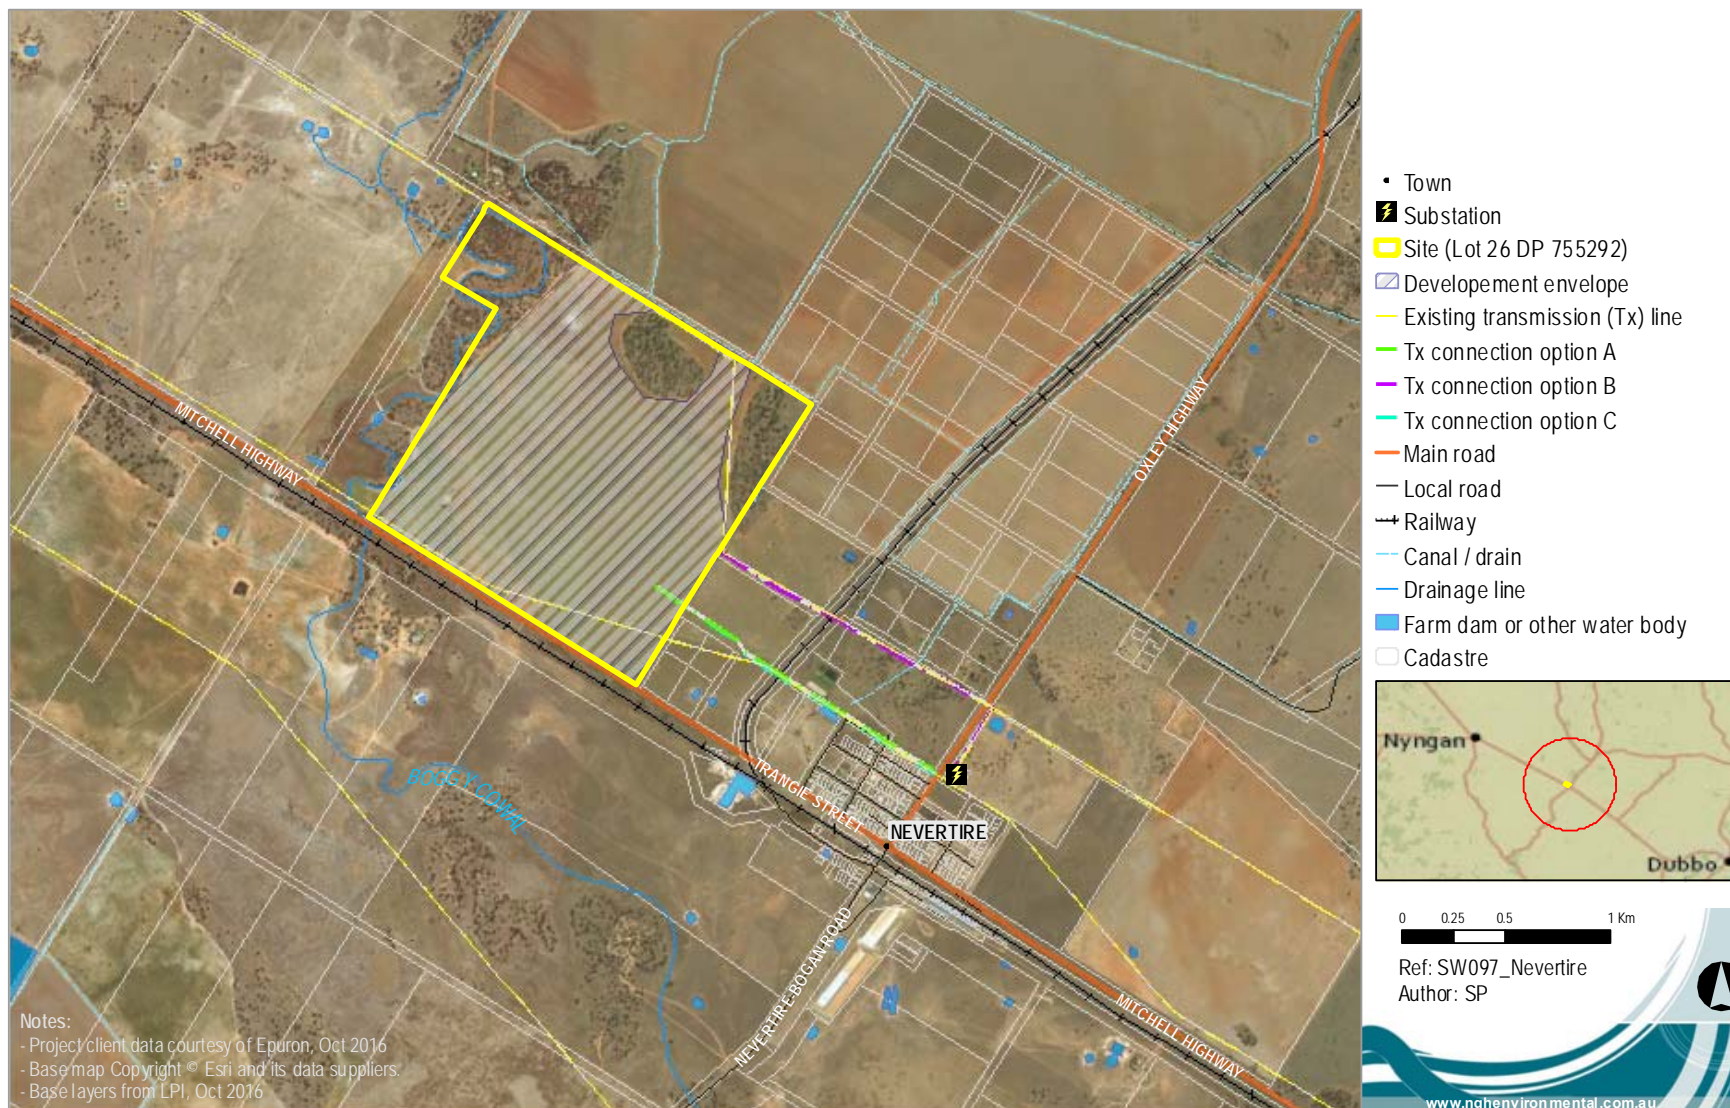 MITCHELL HIGHWAY
OXLEY HIGHWAY
BOGGY COWAL
TRANGIE STREET
NEVERTIRE
NEVERTIRE-BOGAN ROAD
MITCHELL HIGHWAY
Notes:
- Project client data courtesy of Epuron, Oct 2016
- Base map Copyright © Esri and its data suppliers.
- Base layers from LPI, Oct 2016
Town
Substation
Site (Lot 26 DP 755292)
Developement envelope
Existing transmission (Tx) line
Tx connection option A
Tx connection option B
Tx connection option C
Main road
Local road
Railway
Canal / drain
Drainage line
Farm dam or other water body
Cadastre
Nyngan
Dubbo
0 0.25 0.5 1 Km
Ref: SW097_Nevertire
Author: SP
www.nghenvironmental.com.au